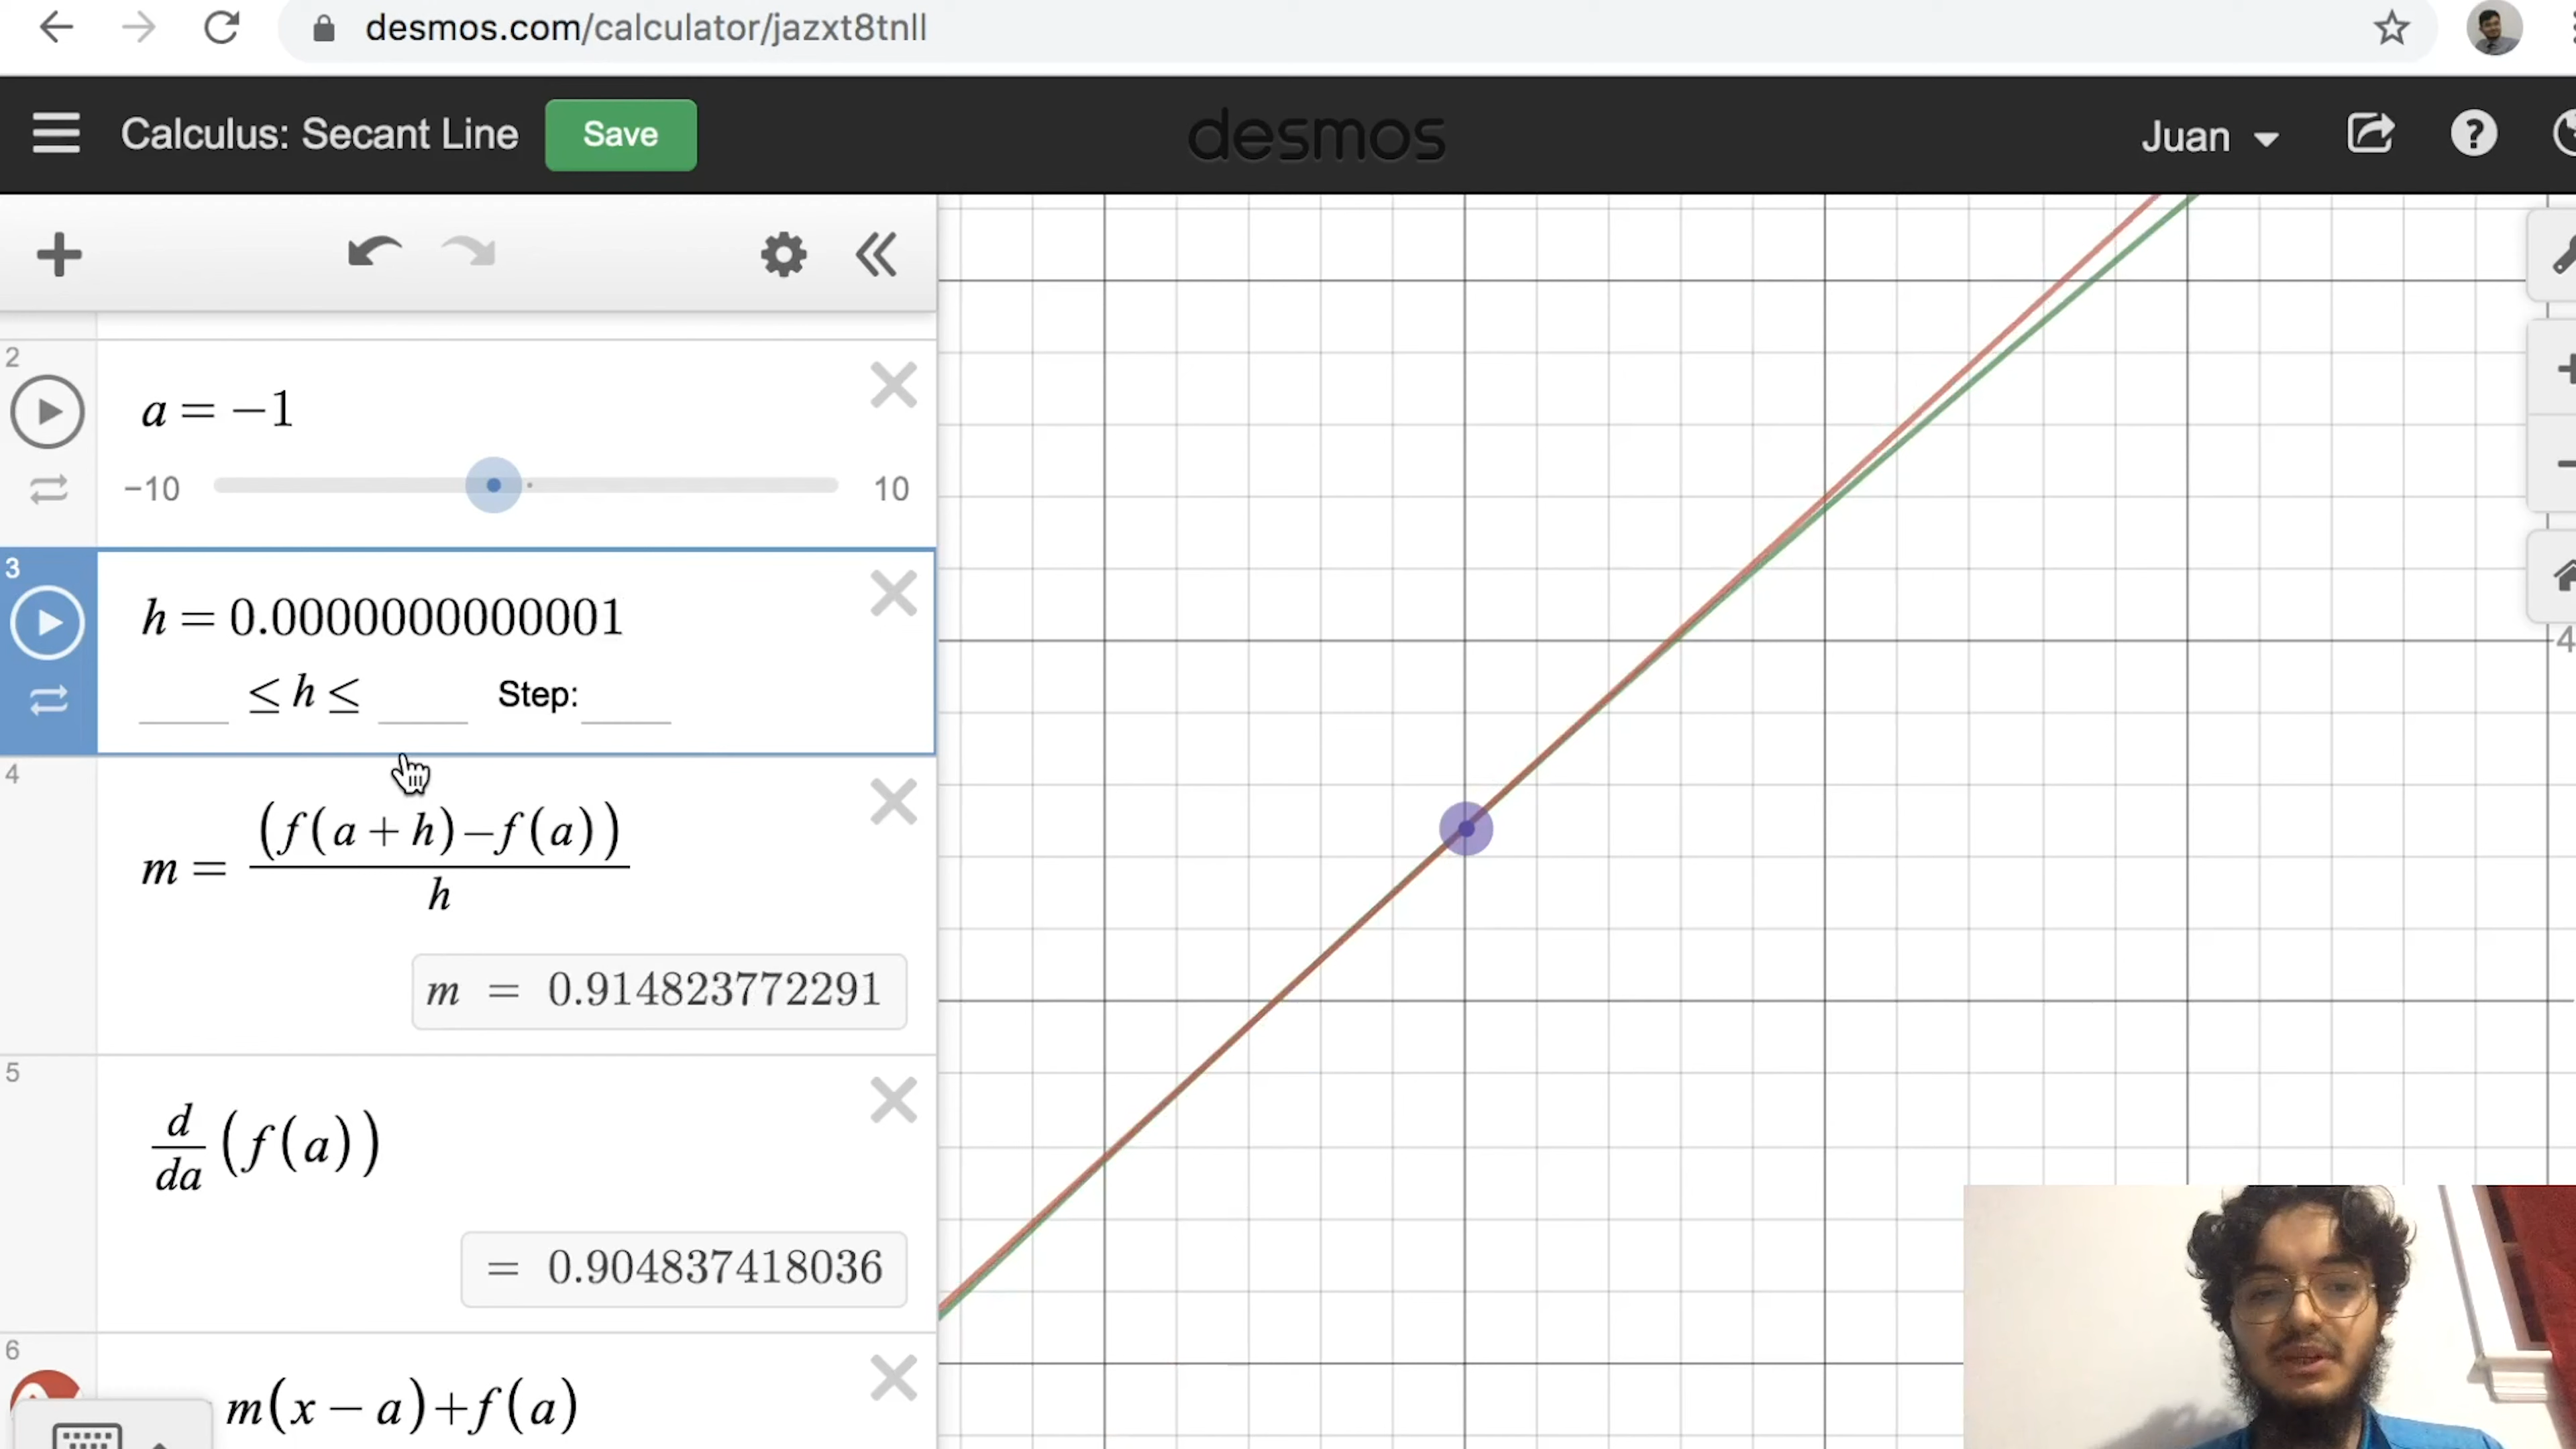 desmos.com/calculator/jazxt8tnll
Calculus: Secant Line
Save
desmos
Juan
2
a = −1
−10
10
3
h = 0.0000000000001
≤ h ≤ Step:
4
m = (f(a + h) − f(a)) / h
m = 0.914823772291
5
d/da (f(a))
= 0.904837418036
6
m(x − a) + f(a)
4